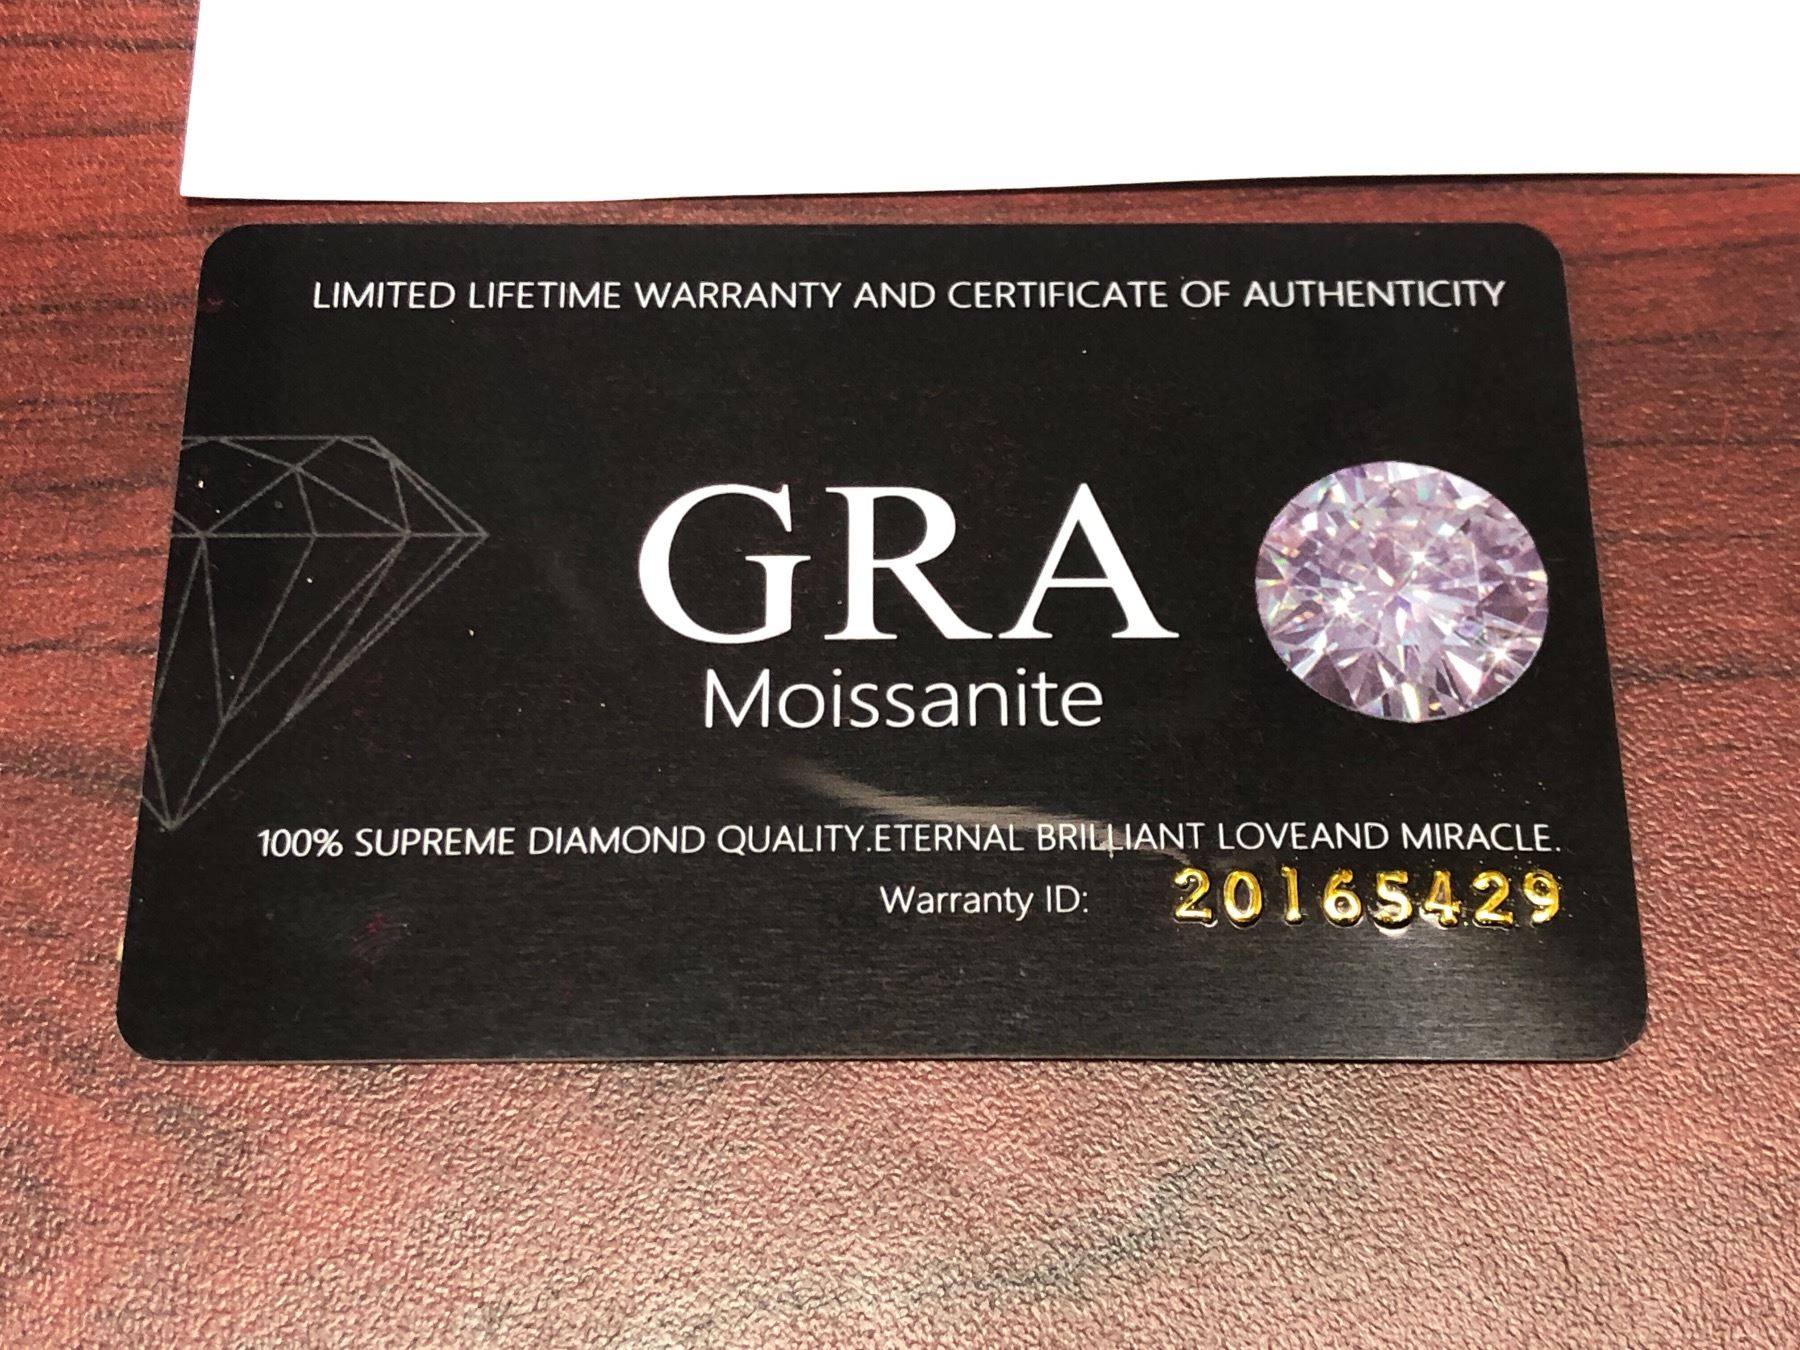 LIMITED LIFETIME WARRANTY AND CERTIFICATE OF AUTHENTICITY
GRA
Moissanite
100% SUPREME DIAMOND QUALITY.ETERNAL BRILLIANT LOVEAND MIRACLE.
Warranty ID: 20165429